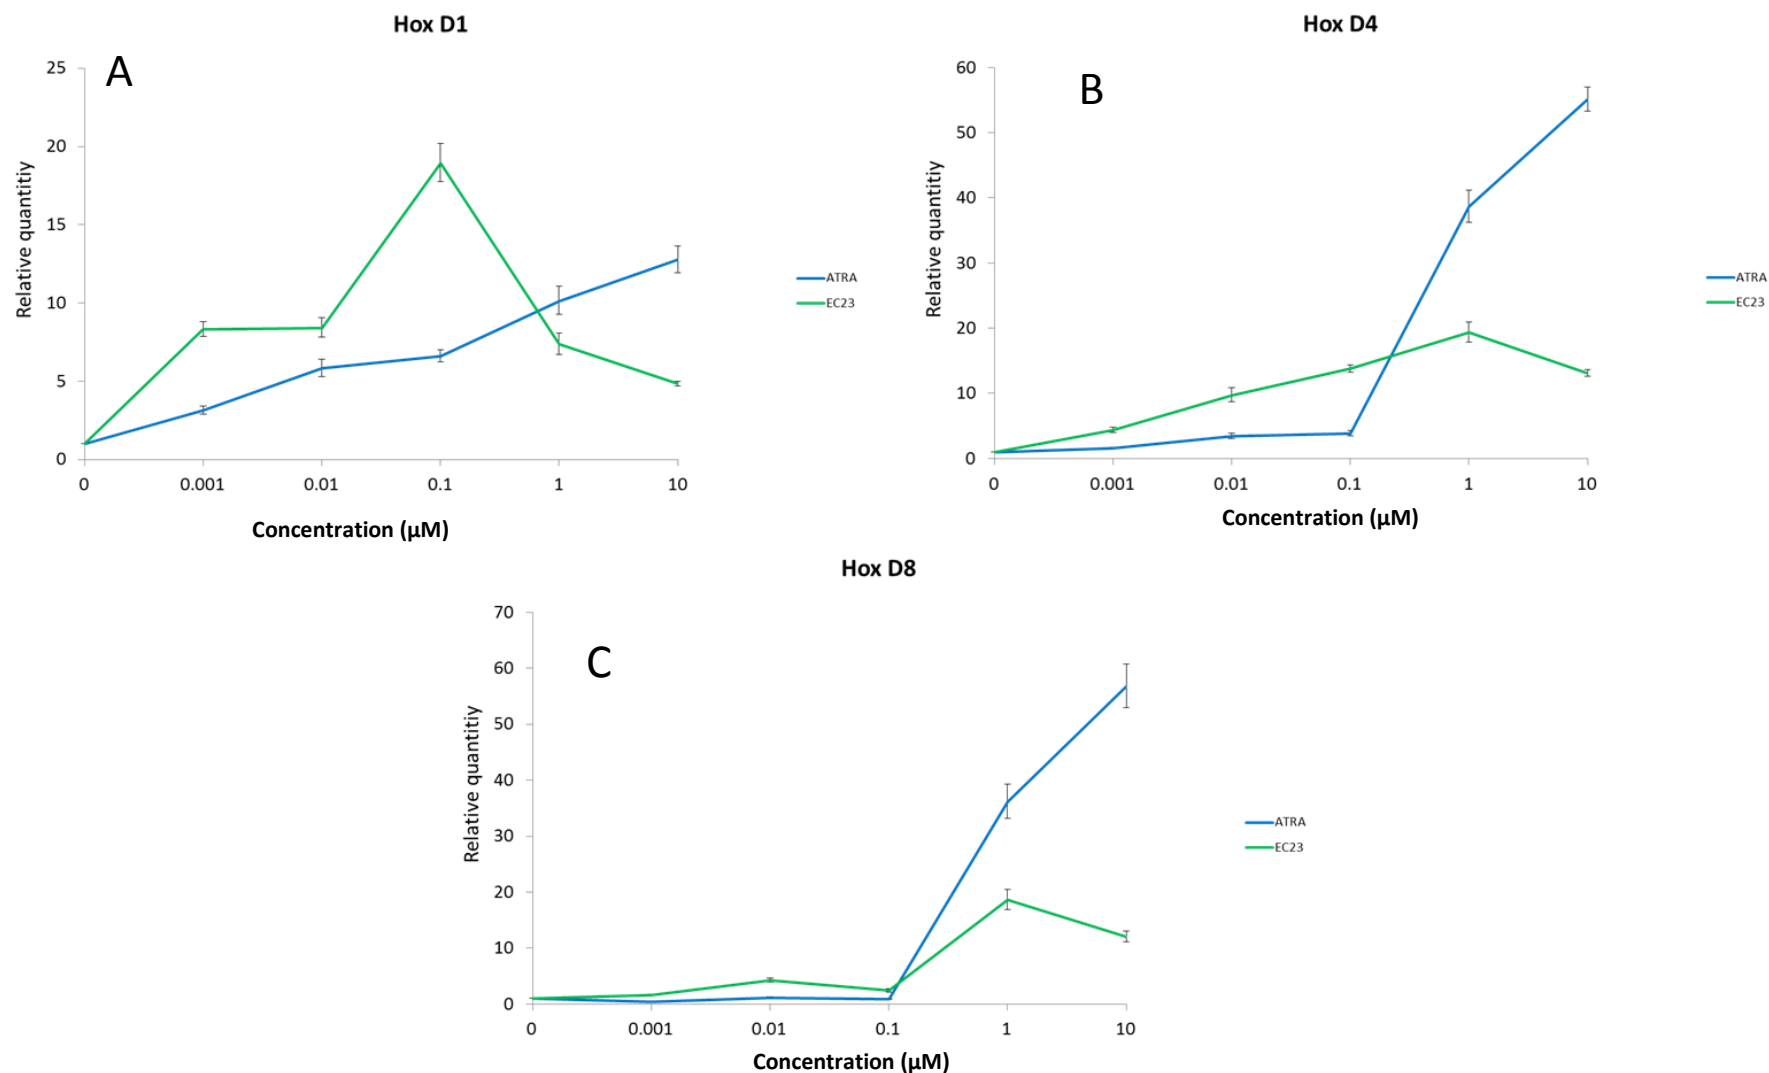 Hox D1
A
25
20
15
10
5
0
Relative quantitiy
0 0.001 0.01 0.1 1 10
Concentration (µM)
ATRA
EC23
Hox D4
B
60
50
40
30
20
10
0
Relative quantitiy
0 0.001 0.01 0.1 1 10
Concentration (µM)
ATRA
EC23
Hox D8
C
70
60
50
40
30
20
10
0
Relative quantitiy
0 0.001 0.01 0.1 1 10
Concentration (µM)
ATRA
EC23